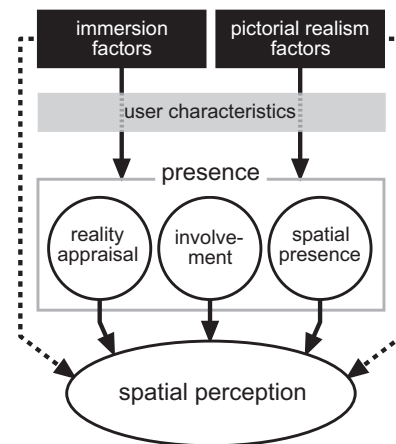 immersion
factors
pictorial realism
factors
user characteristics
presence
reality
appraisal
involve-
ment
spatial
presence
spatial perception